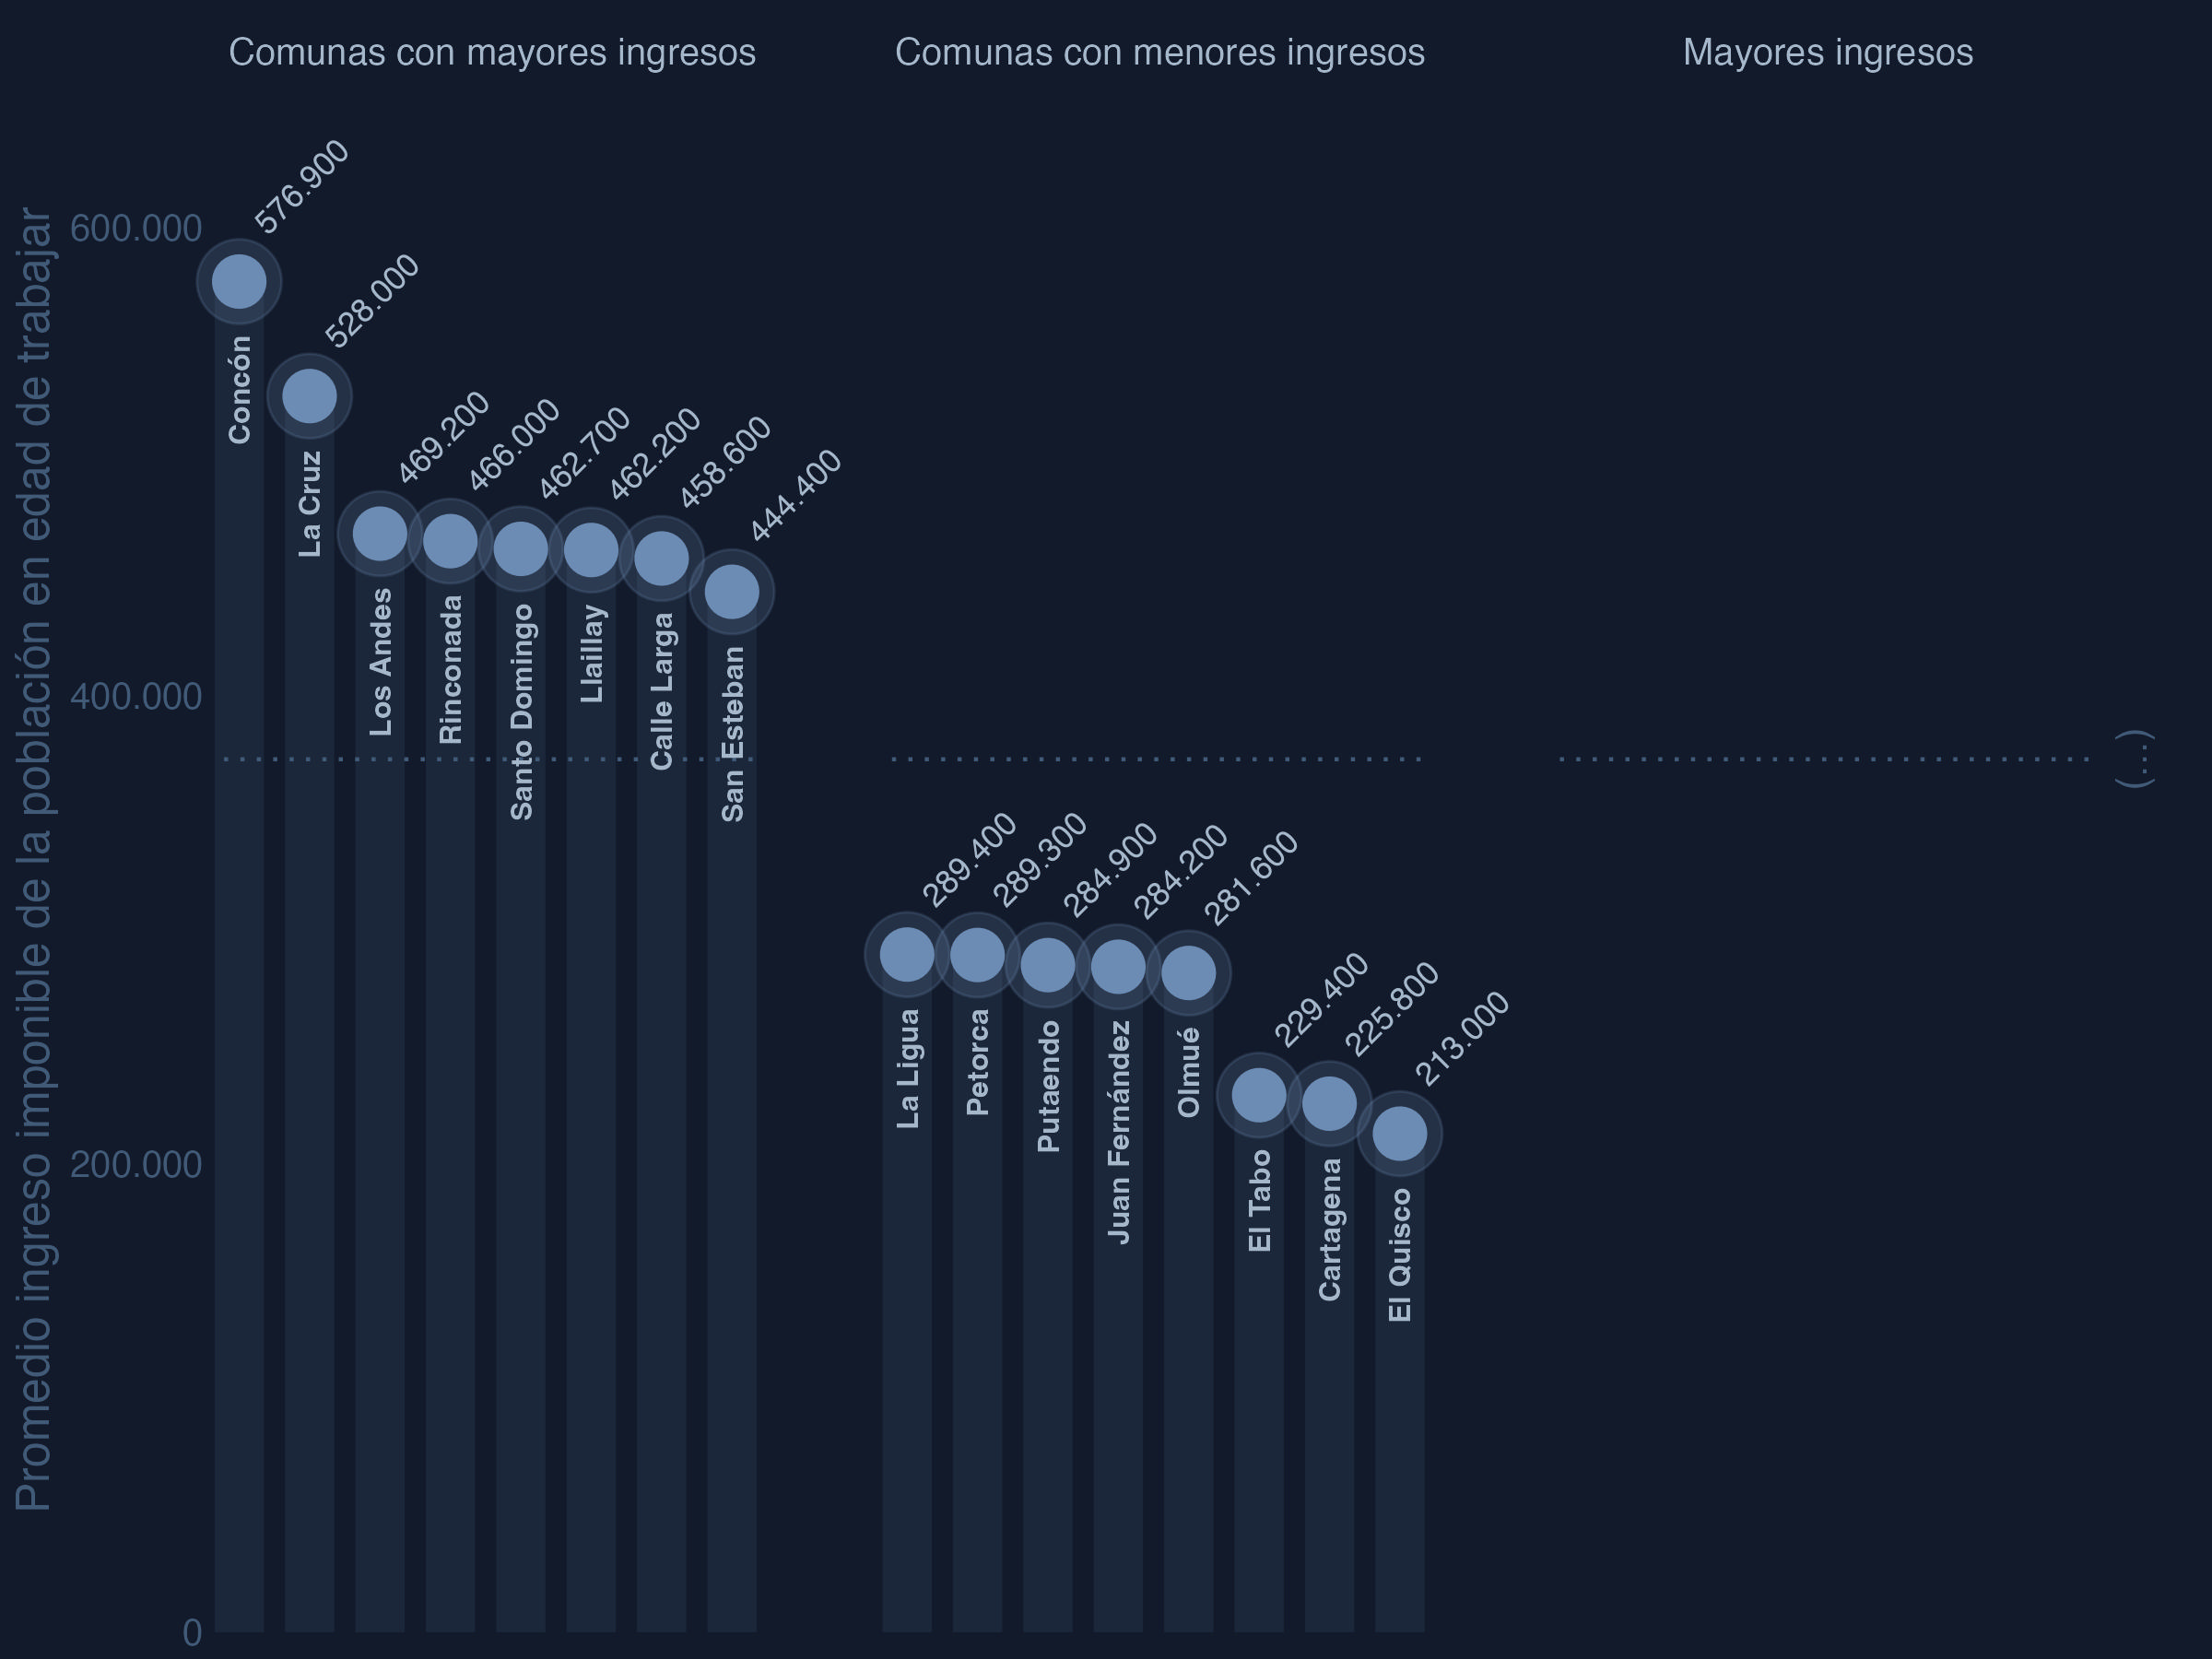 Comunas con mayores ingresos
Comunas con menores ingresos
Mayores ingresos
Promedio ingreso imponible de la población en edad de trabajar
600.000
400.000
200.000
0
576.900
528.000
469.200
466.000
462.700
462.200
458.600
444.400
Concón
La Cruz
Los Andes
Rinconada
Santo Domingo
Llaillay
Calle Larga
San Esteban
289.400
289.300
284.900
284.200
281.600
229.400
225.800
213.000
La Ligua
Petorca
Putaendo
Juan Fernández
Olmué
El Tabo
Cartagena
El Quisco
(...)